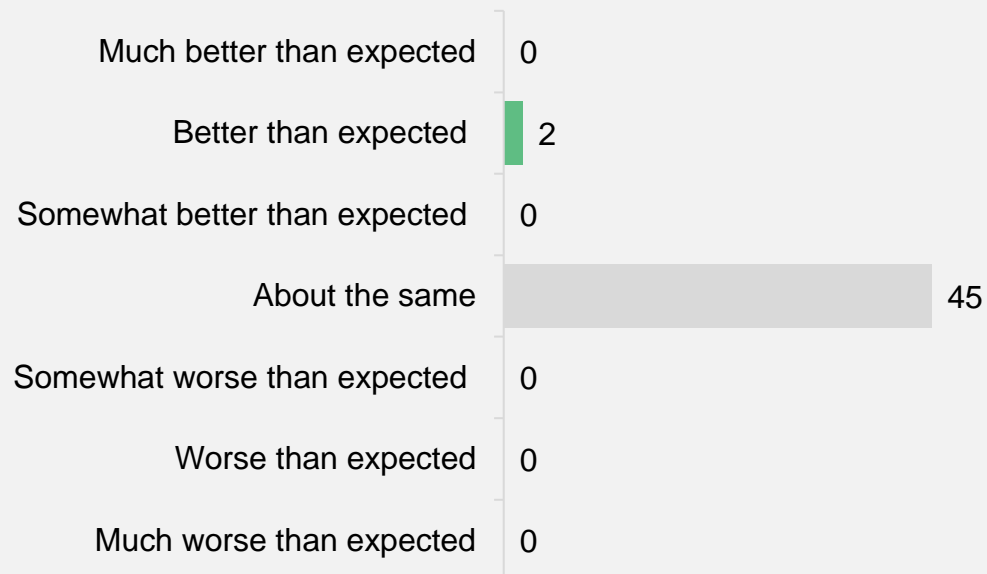 Much better than expected 0
Better than expected 2
Somewhat better than expected 0
About the same 45
Somewhat worse than expected 0
Worse than expected 0
Much worse than expected 0